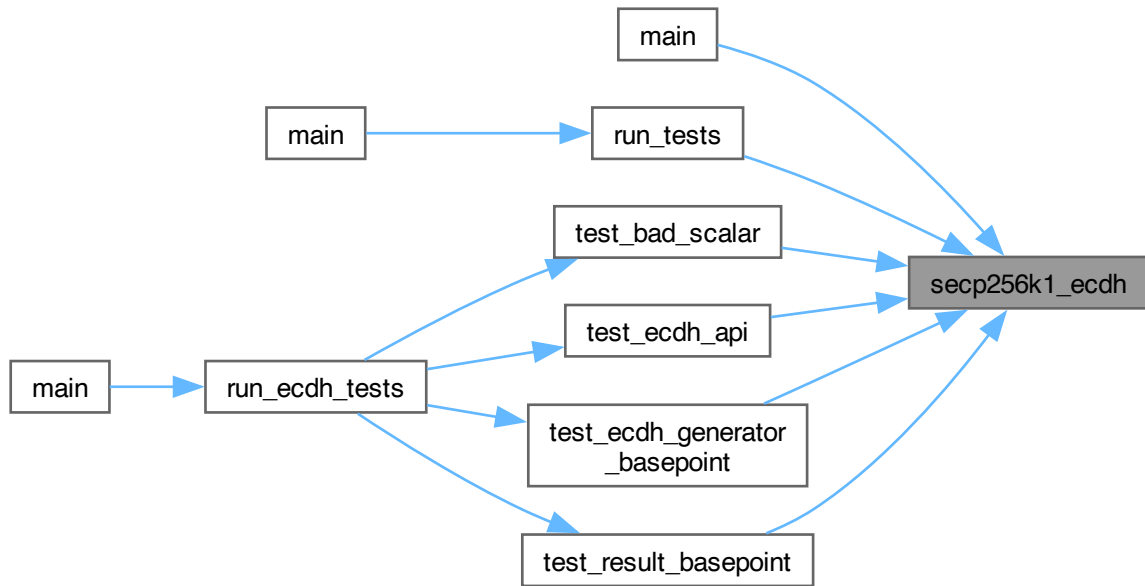 main
main
run_tests
test_bad_scalar
secp256k1_ecdh
test_ecdh_api
main
run_ecdh_tests
test_ecdh_generator
_basepoint
test_result_basepoint